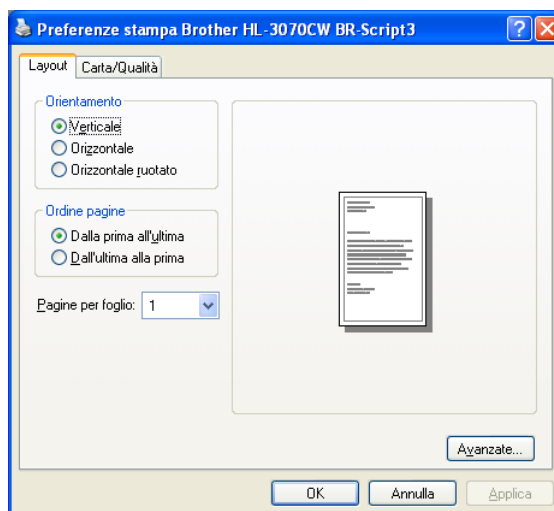 Preferenze stampa Brother HL-3070CW BR-Script3
Layout
Carta/Qualità
Orientamento
Verticale
Orizzontale
Orizzontale ruotato
Ordine pagine
Dalla prima all'ultima
Dall'ultima alla prima
Pagine per foglio: 1
Avanzate...
OK
Annulla
Applica